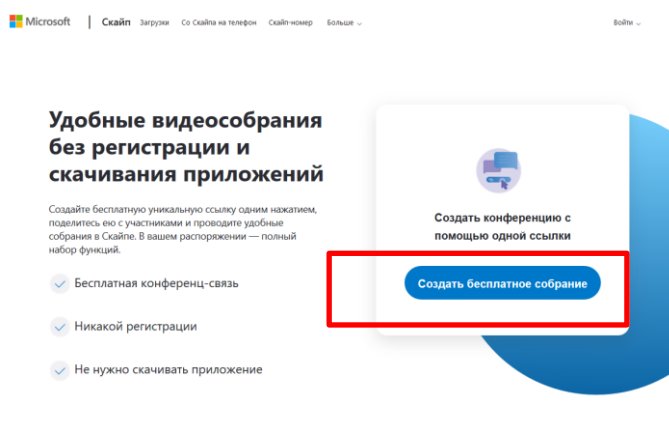 Microsoft | Скайп Загрузки Со Скайпа на телефон Скайп-номер Больше Войти
Удобные видеособрания
без регистрации и
скачивания приложений
Создайте бесплатную уникальную ссылку одним нажатием,
поделитесь ею с участниками и проводите удобные
собрания в Скайпе. В вашем распоряжении — полный
набор функций.
Бесплатная конференц-связь
Никакой регистрации
Не нужно скачивать приложение
Создать конференцию с
помощью одной ссылки
Создать бесплатное собрание